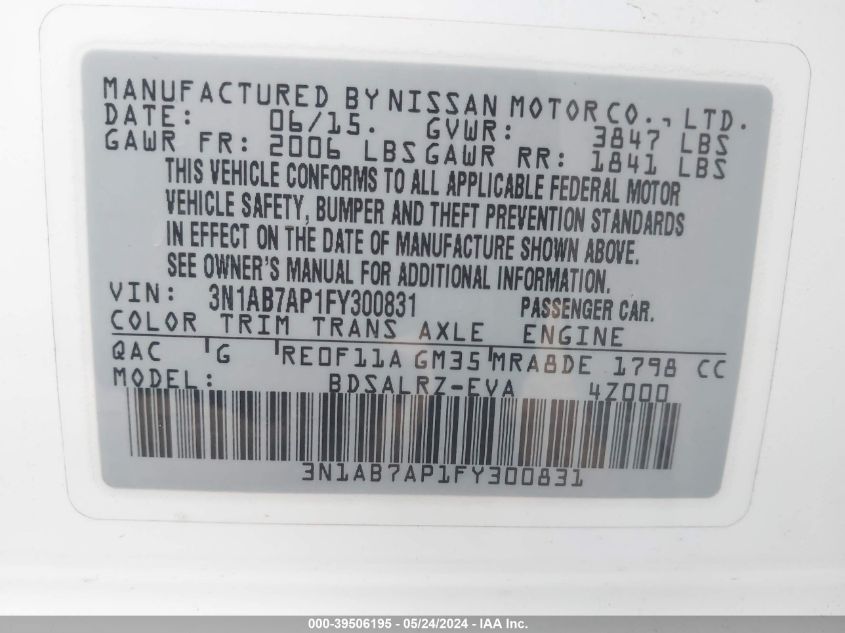 MANUFACTURED BY NISSAN MOTOR CO., LTD.
DATE: 06/15. GVWR: 3847 LBS
GAWR FR: 2006 LBS GAWR RR: 1841 LBS
THIS VEHICLE CONFORMS TO ALL APPLICABLE FEDERAL MOTOR
VEHICLE SAFETY, BUMPER AND THEFT PREVENTION STANDARDS
IN EFFECT ON THE DATE OF MANUFACTURE SHOWN ABOVE.
SEE OWNER'S MANUAL FOR ADDITIONAL INFORMATION.
VIN: 3N1AB7AP1FY300831 PASSENGER CAR.
COLOR TRIM TRANS AXLE ENGINE
QAC G RE0F11A GM35 MRA8DE 1798 CC
MODEL: BDSALRZ-EVA 4Z000
3N1AB7AP1FY300831
000-39506195 - 05/24/2024 - IAA Inc.